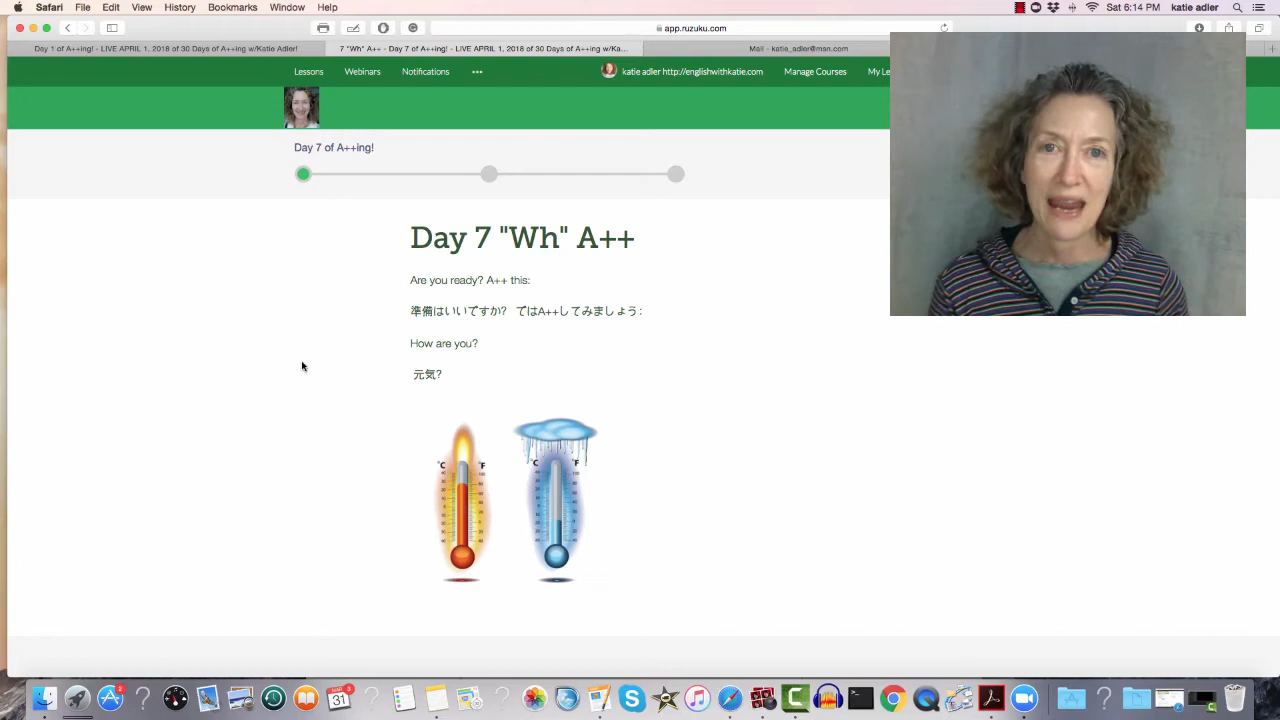 Safari File Edit View History Bookmarks Window Help Sat 6:14 PM katie adler
app.ruzuku.com
Day 1 of A++ing! - LIVE APRIL 1, 2018 of 30 Days of A++ing w/Katie Adler! 7 "Wh" A++ - Day 7 of A++ing! - LIVE APRIL 1, 2018 of 30 Days of A++ing w/Ka... Mail - katie_adler@msn.com
Lessons Webinars Notifications ••• katie adler http://englishwithkatie.com Manage Courses My Le
Day 7 of A++ing!
Day 7 "Wh" A++
Are you ready? A++ this:
準備はいいですか? ではA++してみましょう:
How are you?
元気?
°C °F °C °F
31